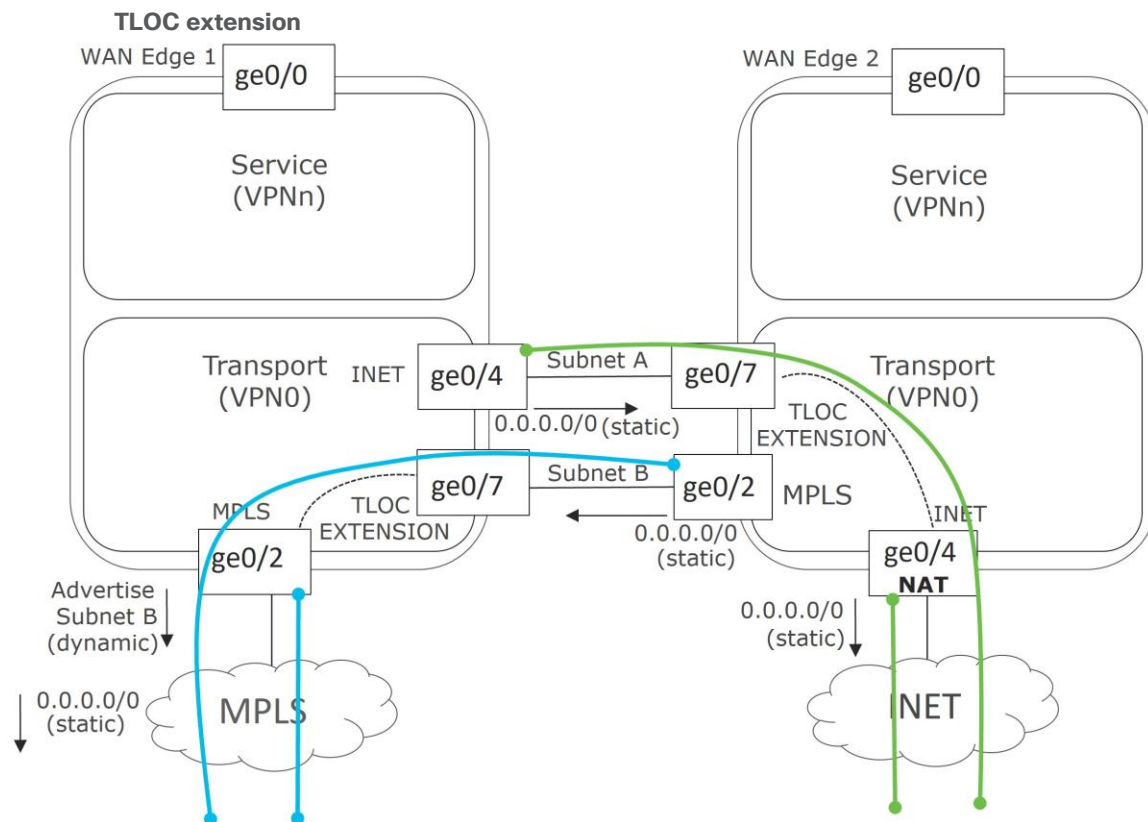 TLOC extension
WAN Edge 1
ge0/0
Service
(VPNn)
Transport
(VPN0)
INET
ge0/4
0.0.0.0/0 (static)
Subnet A
ge0/7
Subnet B
TLOC
EXTENSION
MPLS
ge0/2
Advertise
Subnet B
(dynamic)
0.0.0.0/0
(static)
MPLS
WAN Edge 2
ge0/0
Service
(VPNn)
ge0/7
Transport
(VPN0)
TLOC
EXTENSION
ge0/2
MPLS
0.0.0.0/0
(static)
INET
ge0/4
NAT
0.0.0.0/0
(static)
INET